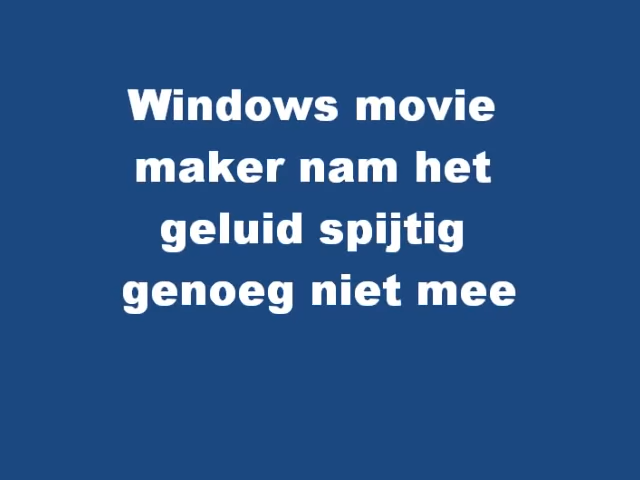 Windows movie
maker nam het
geluid spijtig
genoeg niet mee